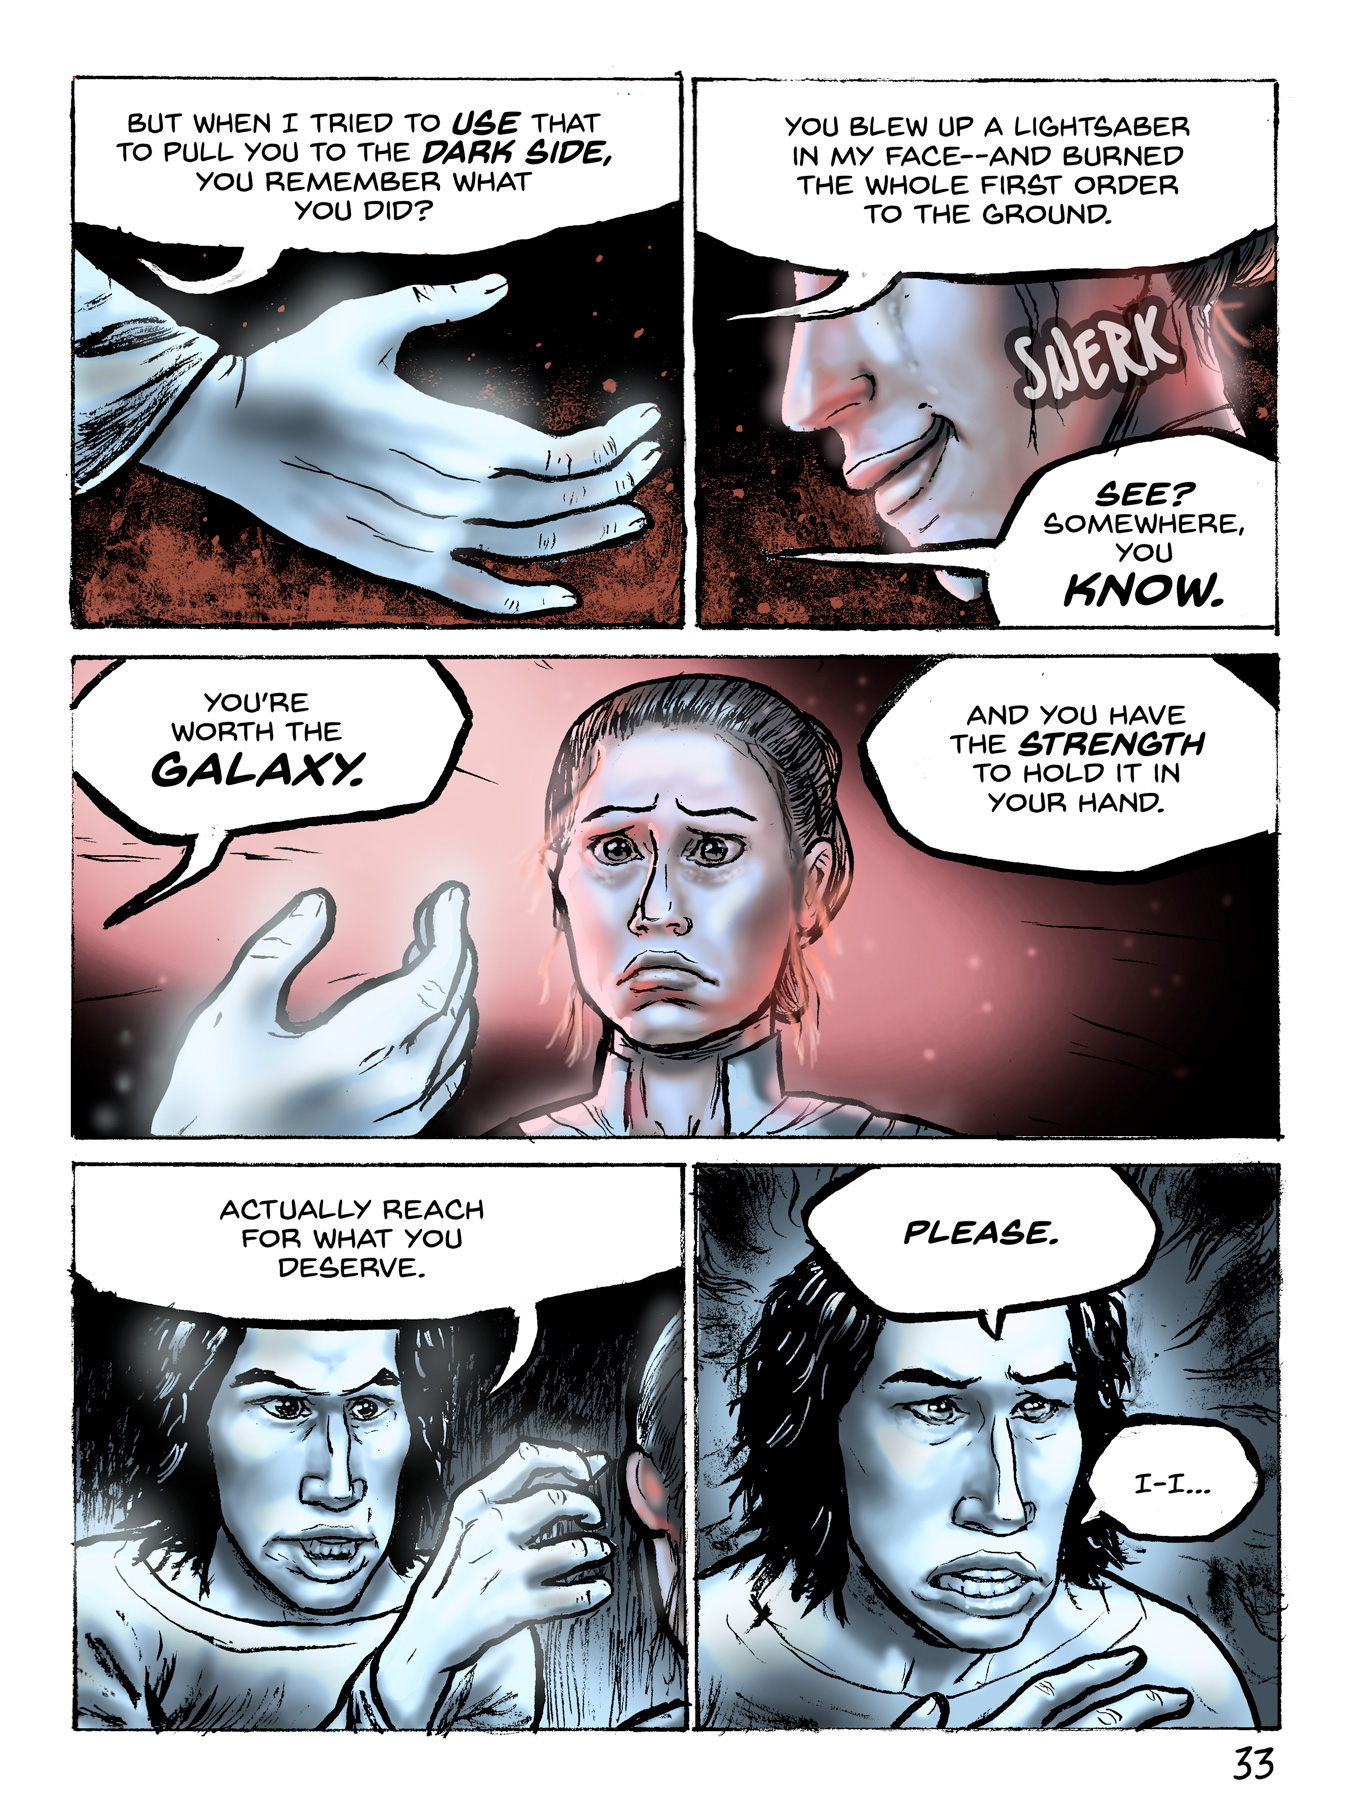 BUT WHEN I TRIED TO USE THAT
TO PULL YOU TO THE DARK SIDE,
YOU REMEMBER WHAT
YOU DID?
YOU BLEW UP A LIGHTSABER
IN MY FACE--AND BURNED
THE WHOLE FIRST ORDER
TO THE GROUND.
SNERK
SEE?
SOMEWHERE,
YOU
KNOW.
YOU'RE
WORTH THE
GALAXY.
AND YOU HAVE
THE STRENGTH
TO HOLD IT IN
YOUR HAND.
ACTUALLY REACH
FOR WHAT YOU
DESERVE.
PLEASE.
I-I...
33